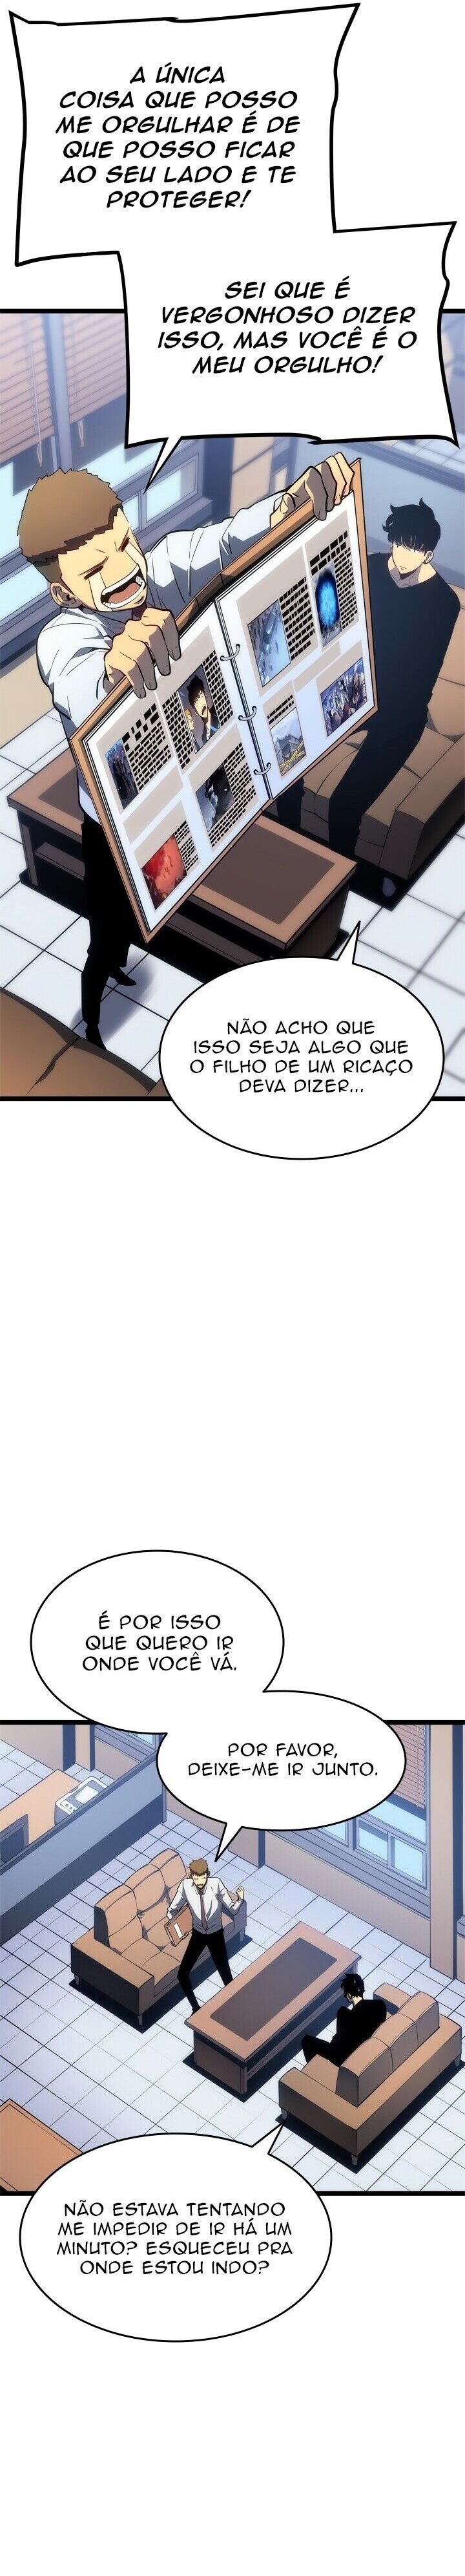 A ÚNICA
COISA QUE POSSO
ME ORGULHAR É DE
QUE POSSO FICAR
AO SEU LADO E TE
PROTEGER!
SEI QUE É
VERGONHOSO DIZER
ISSO, MAS VOCÊ É O
MEU ORGULHO!
NÃO ACHO QUE
ISSO SEJA ALGO QUE
O FILHO DE UM RICAÇO
DEVA DIZER...
É POR ISSO
QUE QUERO IR
ONDE VOCÊ VÁ.
POR FAVOR,
DEIXE-ME IR JUNTO.
NÃO ESTAVA TENTANDO
ME IMPEDIR DE IR HÁ UM
MINUTO? ESQUECEU PRA
ONDE ESTOU INDO?